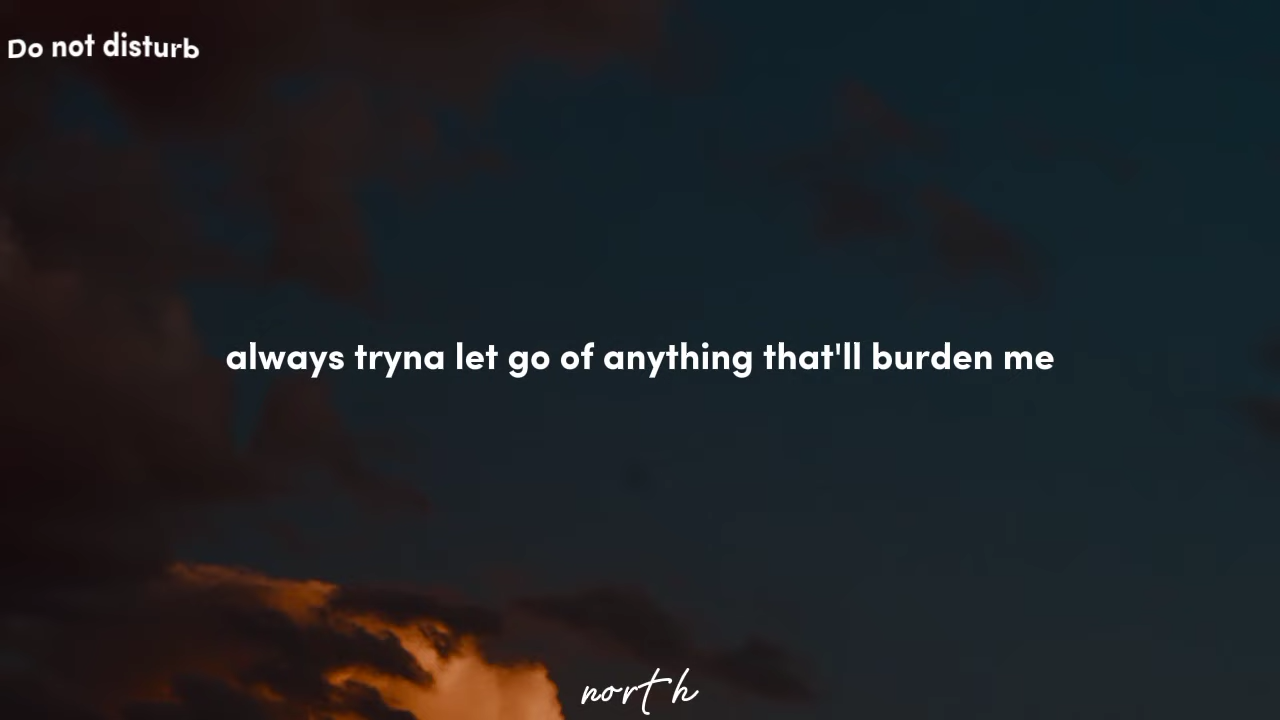 Do not disturb
always tryna let go of anything that'll burden me
north